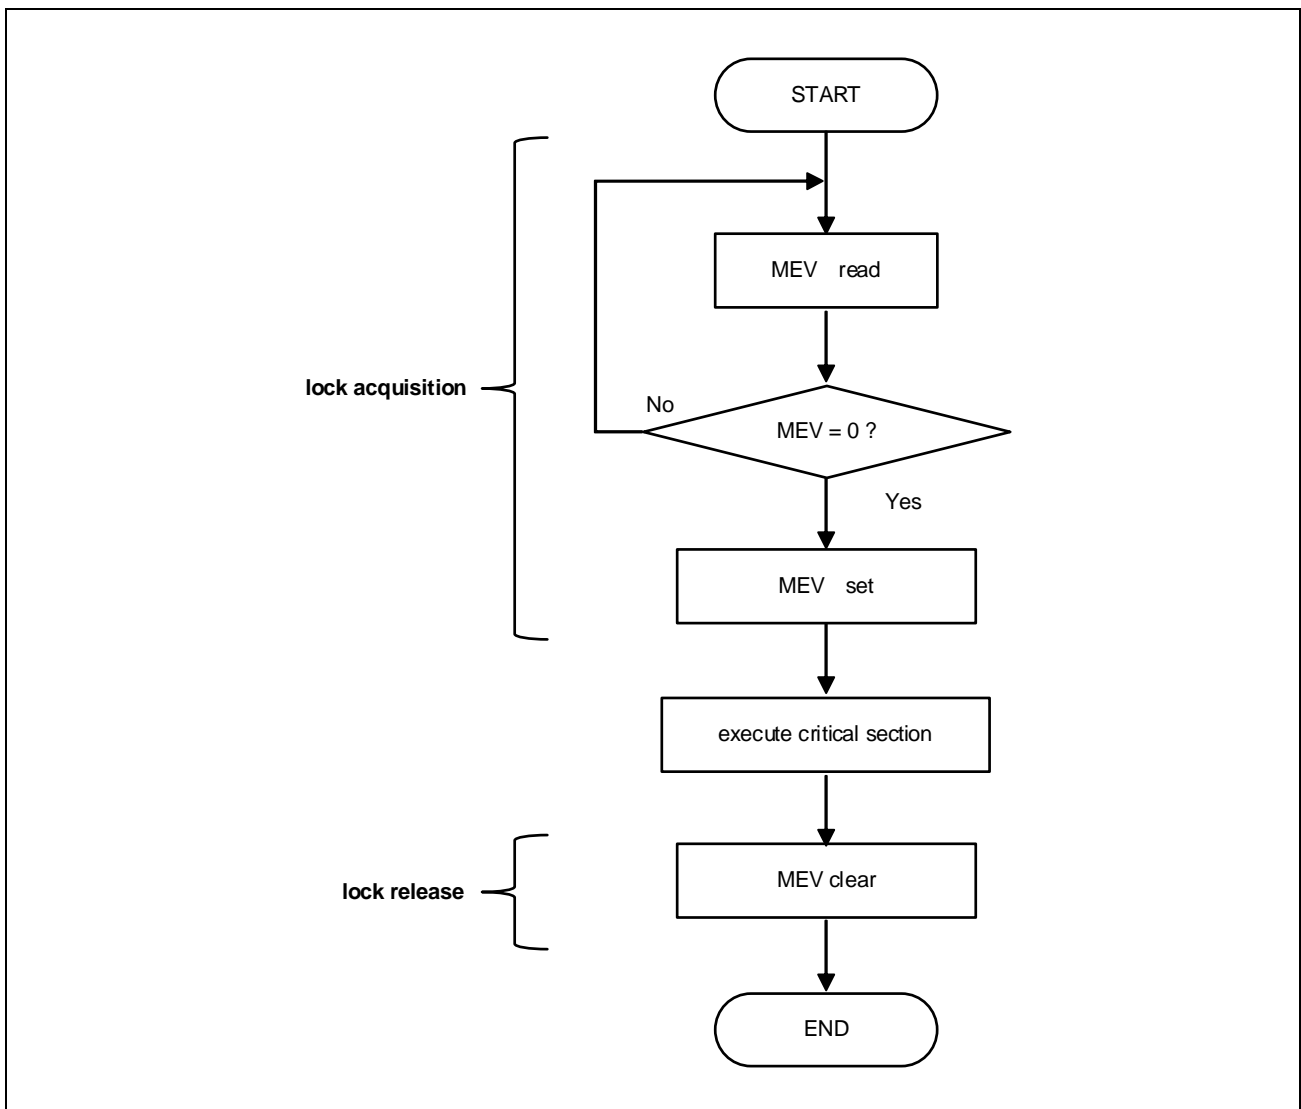 START
MEV read
lock acquisition
No
MEV = 0 ?
Yes
MEV set
execute critical section
MEV clear
lock release
END